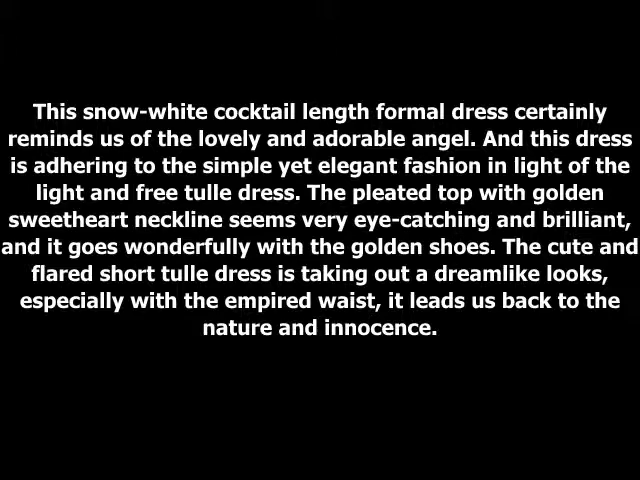 This snow-white cocktail length formal dress certainly
reminds us of the lovely and adorable angel. And this dress
is adhering to the simple yet elegant fashion in light of the
light and free tulle dress. The pleated top with golden
sweetheart neckline seems very eye-catching and brilliant,
and it goes wonderfully with the golden shoes. The cute and
flared short tulle dress is taking out a dreamlike looks,
especially with the empired waist, it leads us back to the
nature and innocence.